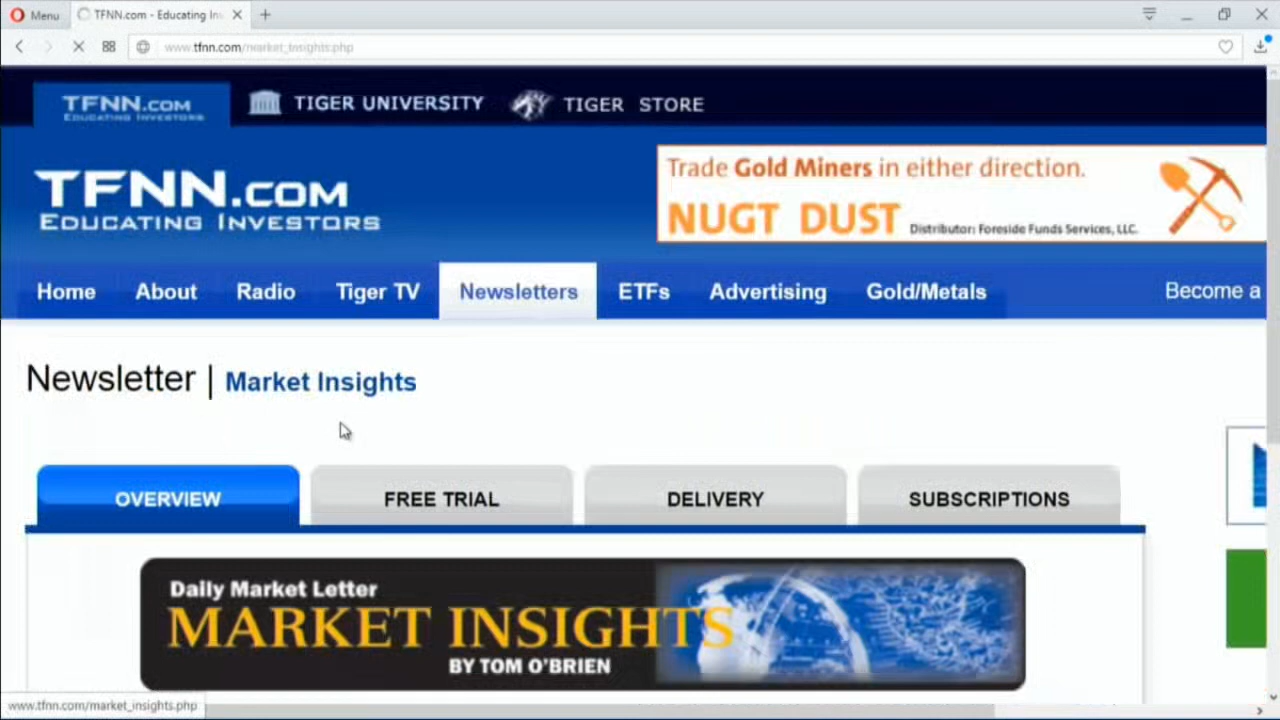 Menu
TFNN.com - Educating In
www.tfnn.com/market_insights.php
TFNN.COM
EDUCATING INVESTORS
TIGER UNIVERSITY
TIGER STORE
TFNN.COM
EDUCATING INVESTORS
Trade Gold Miners in either direction.
NUGT DUST
Distributor: Foreside Funds Services, LLC.
Home
About
Radio
Tiger TV
Newsletters
ETFs
Advertising
Gold/Metals
Become a
Newsletter | Market Insights
OVERVIEW
FREE TRIAL
DELIVERY
SUBSCRIPTIONS
Daily Market Letter
MARKET INSIGHTS
BY TOM O'BRIEN
www.tfnn.com/market_insights.php